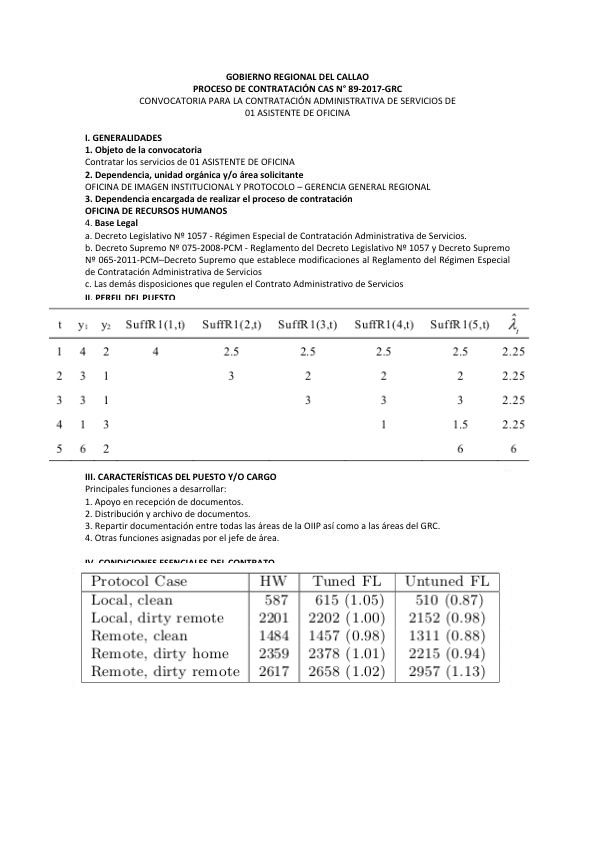 GOBIERNO REGIONAL DEL CALLAO
PROCESO DE CONTRATACIÓN CAS N° 89-2017-GRC
CONVOCATORIA PARA LA CONTRATACIÓN ADMINISTRATIVA DE SERVICIOS DE
01 ASISTENTE DE OFICINA
I. GENERALIDADES
1. Objeto de la convocatoria
Contratar los servicios de 01 ASISTENTE DE OFICINA
2. Dependencia, unidad orgánica y/o área solicitante
OFICINA DE IMAGEN INSTITUCIONAL Y PROTOCOLO – GERENCIA GENERAL REGIONAL
3. Dependencia encargada de realizar el proceso de contratación
OFICINA DE RECURSOS HUMANOS
4. Base Legal
a. Decreto Legislativo Nº 1057 - Régimen Especial de Contratación Administrativa de Servicios.
b. Decreto Supremo Nº 075-2008-PCM - Reglamento del Decreto Legislativo Nº 1057 y Decreto Supremo
Nº 065-2011-PCM–Decreto Supremo que establece modificaciones al Reglamento del Régimen Especial
de Contratación Administrativa de Servicios
c. Las demás disposiciones que regulen el Contrato Administrativo de Servicios
II. PERFIL DEL PUESTO
t y₁ y₂ SuffR1(1,t) SuffR1(2,t) SuffR1(3,t) SuffR1(4,t) SuffR1(5,t) λ̂ₜ
1 4 2 4 2.5 2.5 2.5 2.5 2.25
2 3 1 3 2 2 2 2.25
3 3 1 3 3 3 2.25
4 1 3 1 1.5 2.25
5 6 2 6 6
III. CARACTERÍSTICAS DEL PUESTO Y/O CARGO
Principales funciones a desarrollar:
1. Apoyo en recepción de documentos.
2. Distribución y archivo de documentos.
3. Repartir documentación entre todas las áreas de la OIIP así como a las áreas del GRC.
4. Otras funciones asignadas por el jefe de área.
IV. CONDICIONES ESENCIALES DEL CONTRATO
Protocol Case HW Tuned FL Untuned FL
Local, clean 587 615 (1.05) 510 (0.87)
Local, dirty remote 2201 2202 (1.00) 2152 (0.98)
Remote, clean 1484 1457 (0.98) 1311 (0.88)
Remote, dirty home 2359 2378 (1.01) 2215 (0.94)
Remote, dirty remote 2617 2658 (1.02) 2957 (1.13)